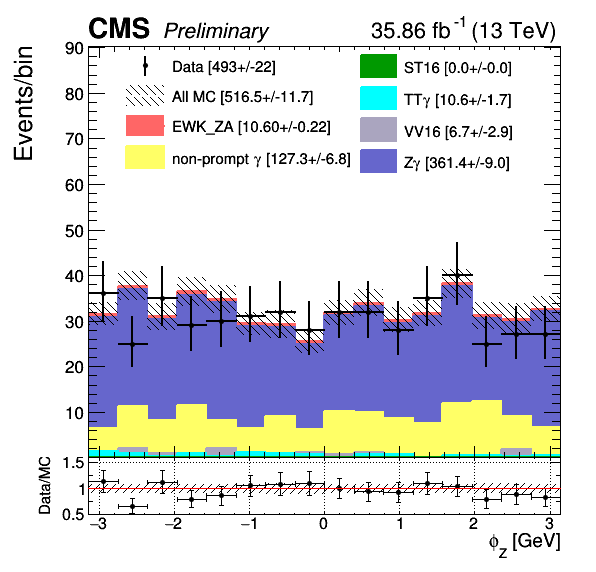 CMS Preliminary 35.86 fb⁻¹ (13 TeV)
Events/bin
90
80
70
60
50
40
30
20
10
Data [493+/-22]
All MC [516.5+/-11.7]
EWK_ZA [10.60+/-0.22]
non-prompt γ [127.3+/-6.8]
ST16 [0.0+/-0.0]
TTγ [10.6+/-1.7]
VV16 [6.7+/-2.9]
Zγ [361.4+/-9.0]
Data/MC
1.5
1
0.5
−3 −2 −1 0 1 2 3
ϕ_Z [GeV]